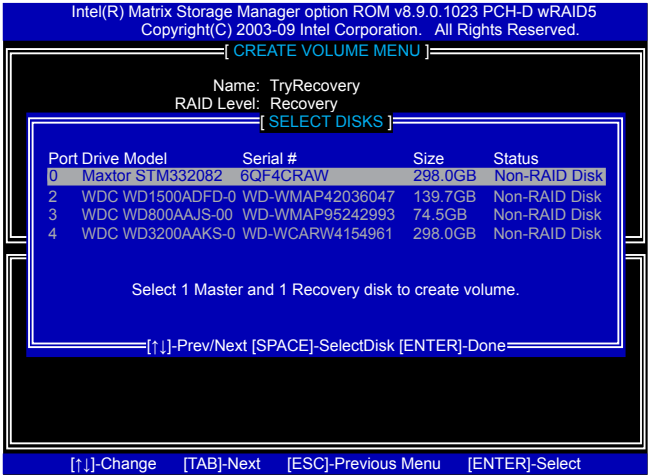 Intel(R) Matrix Storage Manager option ROM v8.9.0.1023 PCH-D wRAID5
Copyright(C) 2003-09 Intel Corporation. All Rights Reserved.
[ CREATE VOLUME MENU ]
Name: TryRecovery
RAID Level: Recovery
[ SELECT DISKS ]
Port Drive Model Serial # Size Status
0 Maxtor STM332082 6QF4CRAW 298.0GB Non-RAID Disk
2 WDC WD1500ADFD-0 WD-WMAP42036047 139.7GB Non-RAID Disk
3 WDC WD800AAJS-00 WD-WMAP95242993 74.5GB Non-RAID Disk
4 WDC WD3200AAKS-0 WD-WCARW4154961 298.0GB Non-RAID Disk
Select 1 Master and 1 Recovery disk to create volume.
[↑↓]-Prev/Next [SPACE]-SelectDisk [ENTER]-Done
[↑↓]-Change [TAB]-Next [ESC]-Previous Menu [ENTER]-Select